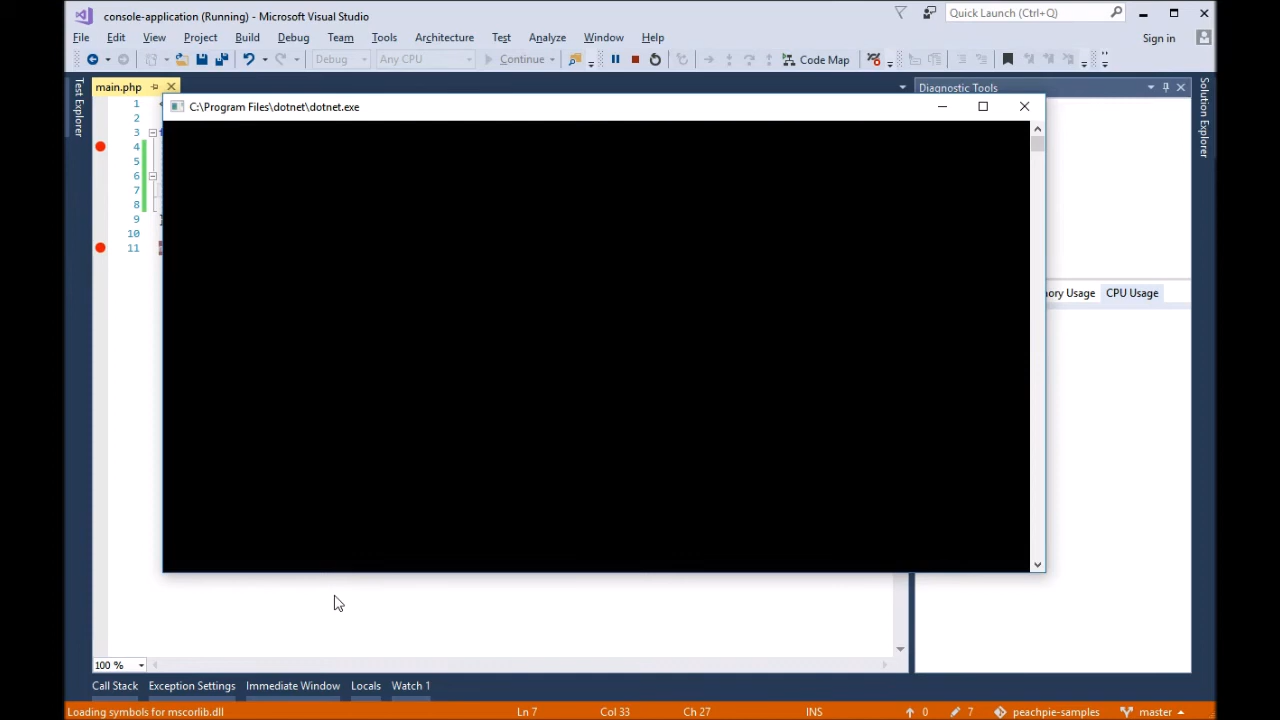 console-application (Running) - Microsoft Visual Studio
Quick Launch (Ctrl+Q)
File Edit View Project Build Debug Team Tools Architecture Test Analyze Window Help
Sign in
Debug Any CPU Continue Code Map
Test Explorer
main.php
Diagnostic Tools
Solution Explorer
C:\Program Files\dotnet\dotnet.exe
1
2
3
4
5
6
7
8
9
10
11
ory Usage CPU Usage
100 %
Call Stack Exception Settings Immediate Window Locals Watch 1
Loading symbols for mscorlib.dll Ln 7 Col 33 Ch 27 INS 0 7 peachpie-samples master